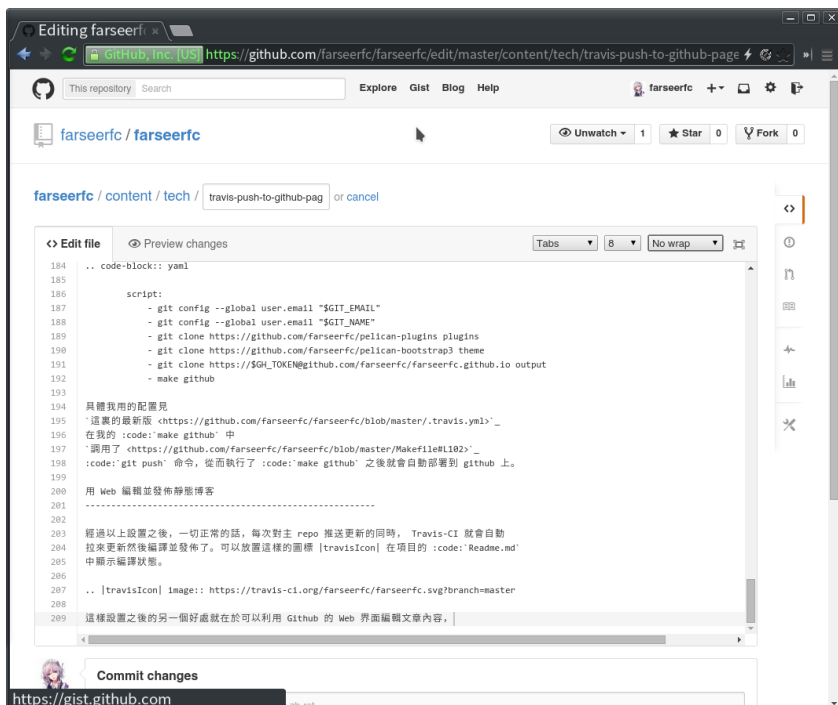 Editing farseerf
GitHub, Inc. [US] https://github.com/farseerfc/farseerfc/edit/master/content/tech/travis-push-to-github-page
This repository Search Explore Gist Blog Help farseerfc
farseerfc / farseerfc Unwatch 1 Star 0 Fork 0
farseerfc / content / tech / travis-push-to-github-pag or cancel
Edit file Preview changes Tabs 8 No wrap
184 .. code-block:: yaml
185
186 script:
187 - git config --global user.email "$GIT_EMAIL"
188 - git config --global user.email "$GIT_NAME"
189 - git clone https://github.com/farseerfc/pelican-plugins plugins
190 - git clone https://github.com/farseerfc/pelican-bootstrap3 theme
191 - git clone https://$GH_TOKEN@github.com/farseerfc/farseerfc.github.io output
192 - make github
193
194 具體我用的配置見
195 `這裏的最新版 <https://github.com/farseerfc/farseerfc/blob/master/.travis.yml>`_
196 在我的 :code:`make github` 中
197 `調用了 <https://github.com/farseerfc/farseerfc/blob/master/Makefile#L102>`_
198 :code:`git push` 命令，從而執行了 :code:`make github` 之後就會自動部署到 github 上。
199
200 用 Web 編輯並發佈靜態博客
201 -------------------------------------------------------
202
203 經過以上設置之後，一切正常的話，每次對主 repo 推送更新的同時， Travis-CI 就會自動
204 拉來更新然後編譯並發佈了。可以放置這樣的圖標 |travisIcon| 在項目的 :code:`Readme.md`
205 中顯示編譯狀態。
206
207 .. |travisIcon| image:: https://travis-ci.org/farseerfc/farseerfc.svg?branch=master
208
209 這樣設置之後的另一個好處就在於可以利用 Github 的 Web 界面編輯文章內容，
Commit changes
https://gist.github.com